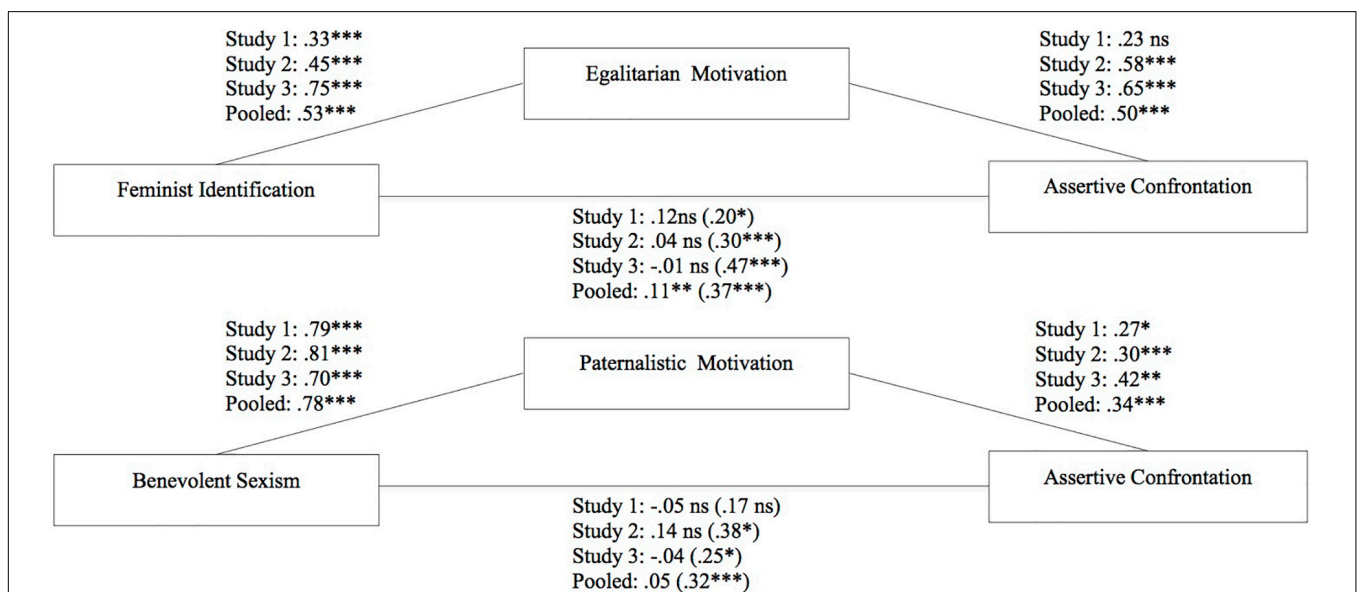 Study 1: .33***
Study 2: .45***
Study 3: .75***
Pooled: .53***
Egalitarian Motivation
Study 1: .23 ns
Study 2: .58***
Study 3: .65***
Pooled: .50***
Feminist Identification
Assertive Confrontation
Study 1: .12ns (.20*)
Study 2: .04 ns (.30***)
Study 3: -.01 ns (.47***)
Pooled: .11** (.37***)
Study 1: .79***
Study 2: .81***
Study 3: .70***
Pooled: .78***
Paternalistic Motivation
Study 1: .27*
Study 2: .30***
Study 3: .42**
Pooled: .34***
Benevolent Sexism
Assertive Confrontation
Study 1: -.05 ns (.17 ns)
Study 2: .14 ns (.38*)
Study 3: -.04 (.25*)
Pooled: .05 (.32***)